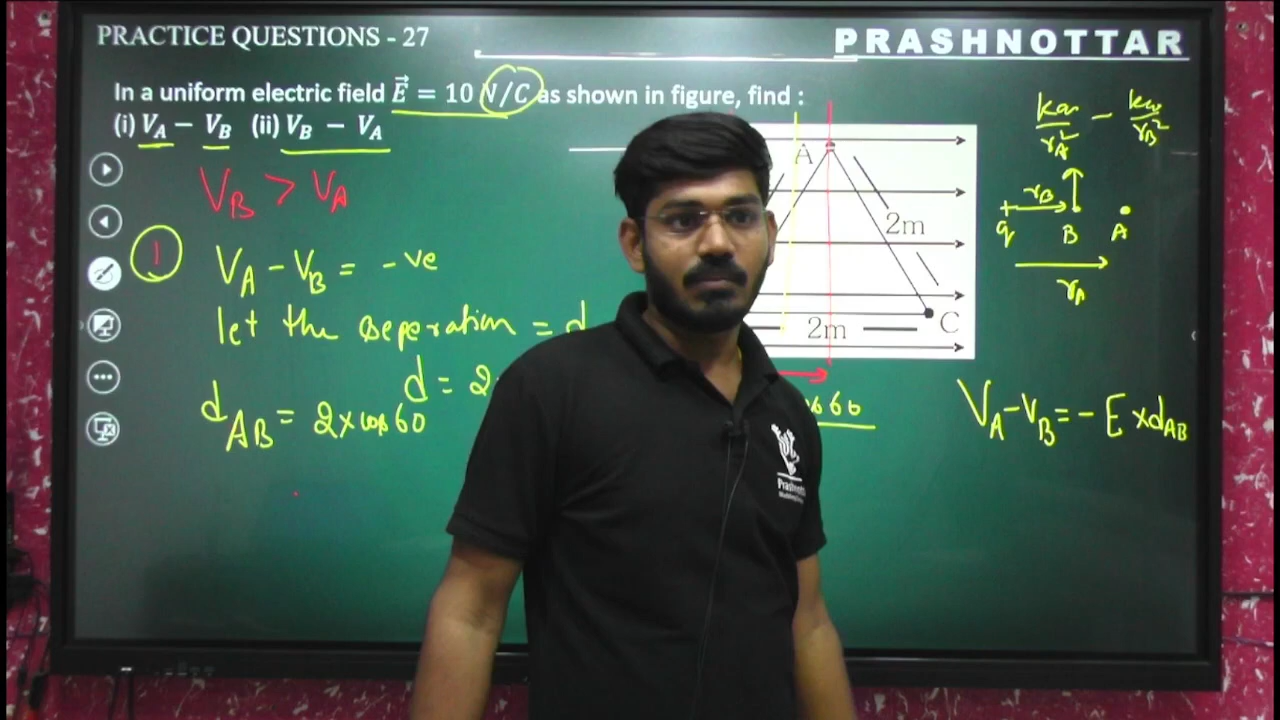 PRACTICE QUESTIONS - 27
PRASHNOTTAR
In a uniform electric field E⃗ = 10 N/C as shown in figure, find :
(i) V_A − V_B (ii) V_B − V_A
V_B > V_A
1
V_A − V_B = −ve
let the seperation = d
d = 2
d_AB = 2×cos60
A
2m
2m
C
60
kq/r_A² − kq/r_B²
r_B
q B A
r_A
V_A − V_B = − E × d_AB